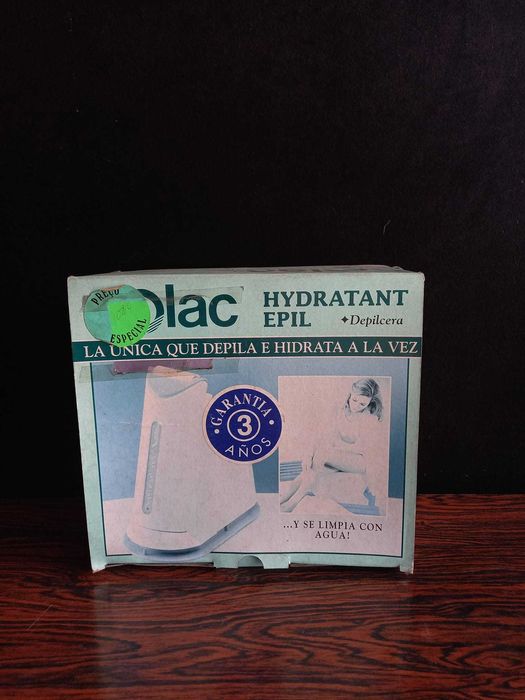 PRECIO
ESPECIAL
olac
HYDRATANT
EPIL
Depilcera
LA UNICA QUE DEPILA E HIDRATA A LA VEZ
GARANTIA
3
AÑOS
...Y SE LIMPIA CON
AGUA!